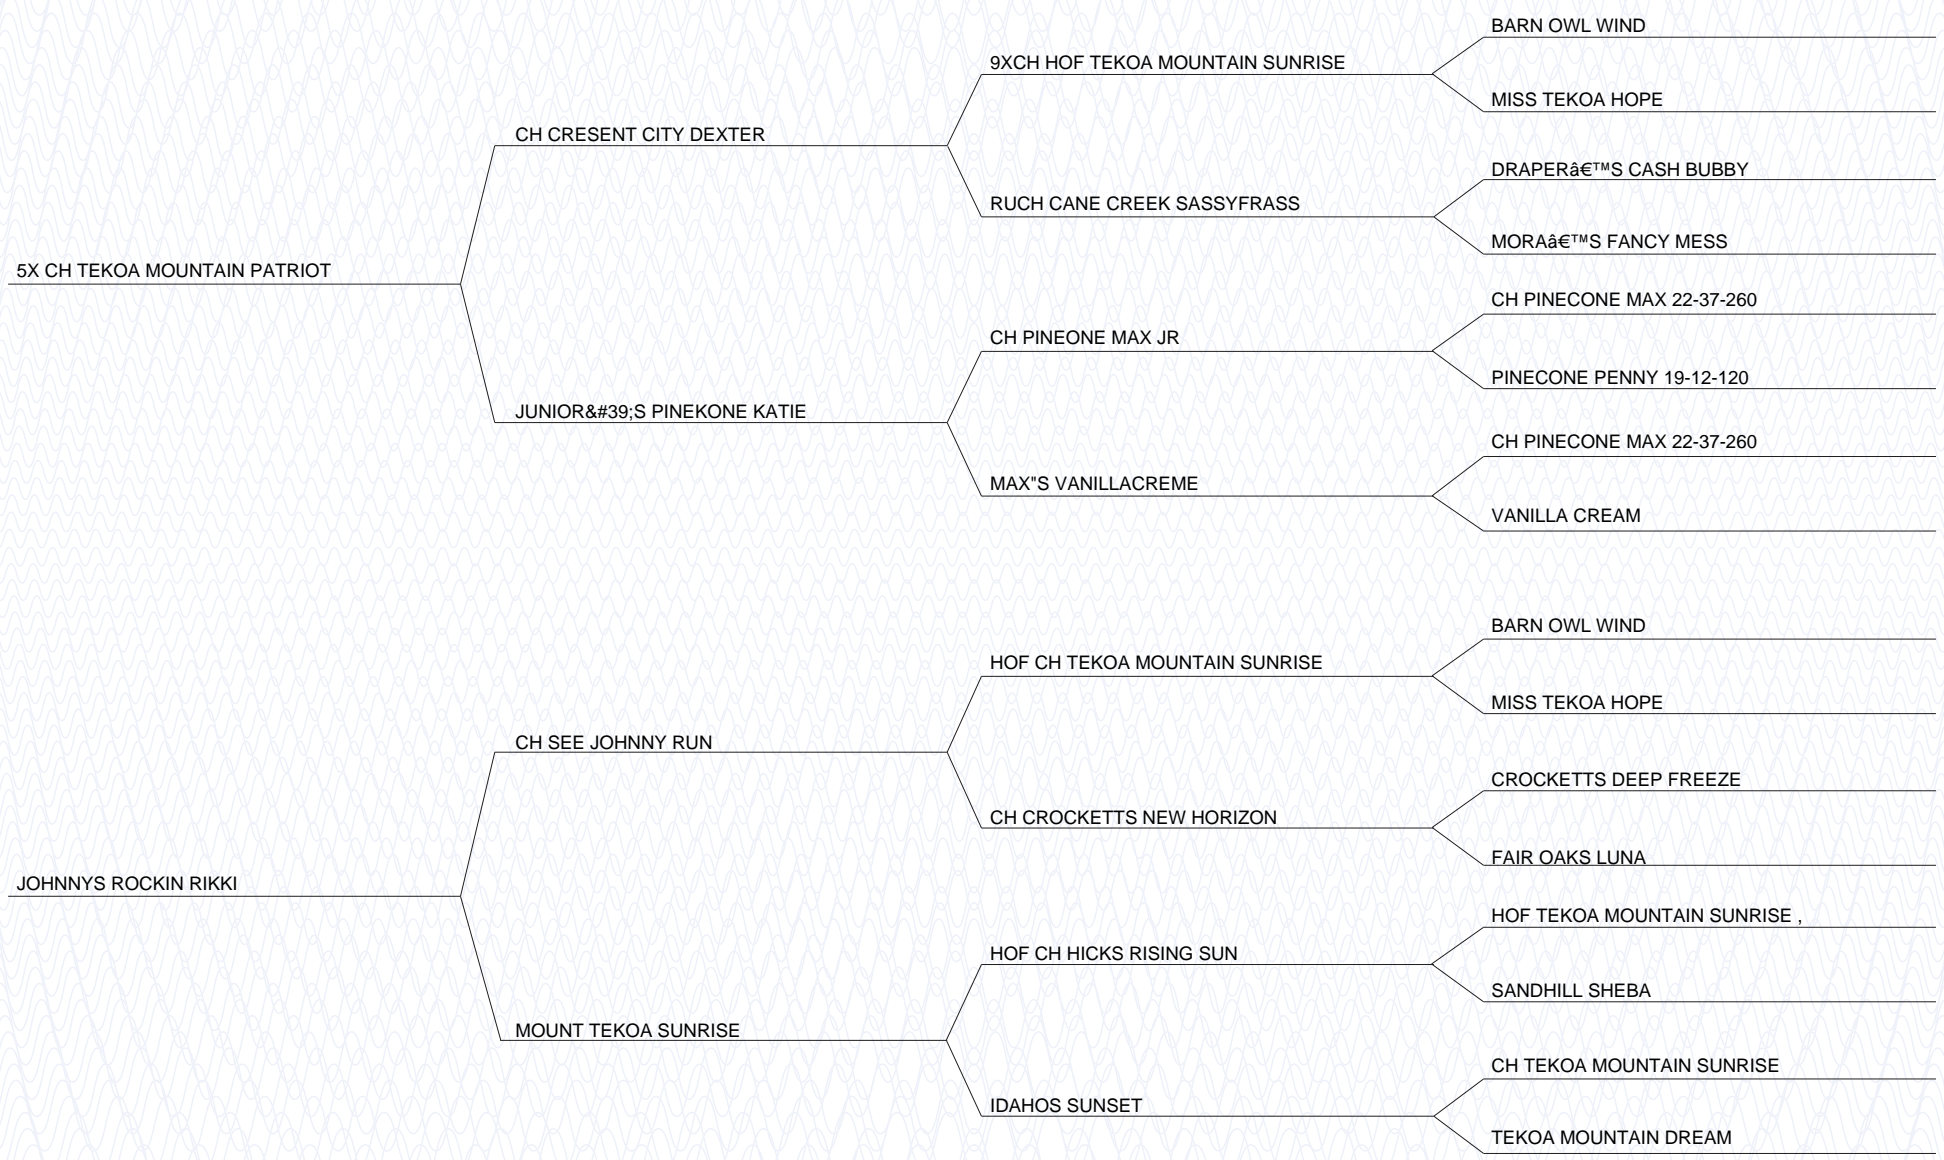 BARN OWL WIND
9XCH HOF TEKOA MOUNTAIN SUNRISE
MISS TEKOA HOPE
CH CRESENT CITY DEXTER
DRAPERâ€™S CASH BUBBY
RUCH CANE CREEK SASSYFRASS
MORAâ€™S FANCY MESS
5X CH TEKOA MOUNTAIN PATRIOT
CH PINECONE MAX 22-37-260
CH PINEONE MAX JR
PINECONE PENNY 19-12-120
JUNIOR&#39;S PINEKONE KATIE
CH PINECONE MAX 22-37-260
MAX"S VANILLACREME
VANILLA CREAM
BARN OWL WIND
HOF CH TEKOA MOUNTAIN SUNRISE
MISS TEKOA HOPE
CH SEE JOHNNY RUN
CROCKETTS DEEP FREEZE
CH CROCKETTS NEW HORIZON
FAIR OAKS LUNA
JOHNNYS ROCKIN RIKKI
HOF TEKOA MOUNTAIN SUNRISE ,
HOF CH HICKS RISING SUN
SANDHILL SHEBA
MOUNT TEKOA SUNRISE
CH TEKOA MOUNTAIN SUNRISE
IDAHOS SUNSET
TEKOA MOUNTAIN DREAM